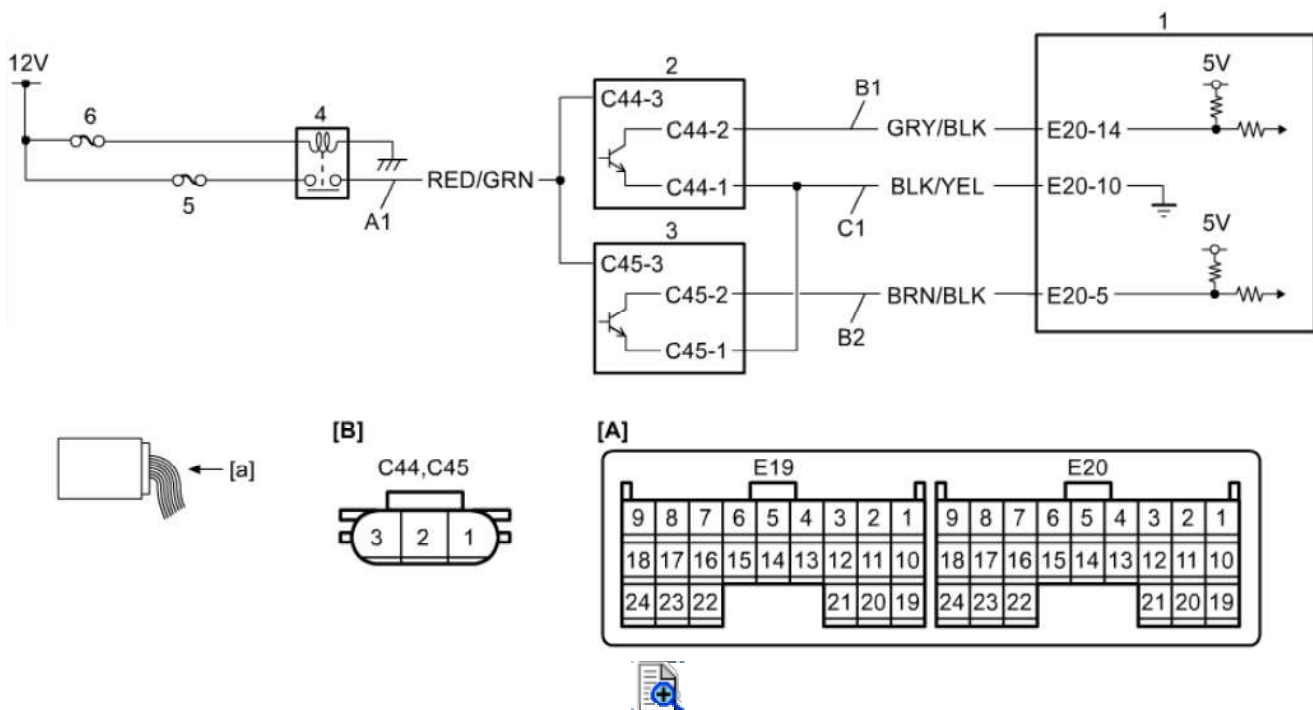 1
12V
5V
2
B1
6
4
C44-3
C44-2
GRY/BLK
E20-14
RED/GRN
C44-1
BLK/YEL
E20-10
5
A1
C1
3
5V
C45-3
C45-2
BRN/BLK
E20-5
B2
C45-1
[B]
[A]
C44,C45
E19
E20
[a]
3 2 1
9 8 7 6 5 4 3 2 1
9 8 7 6 5 4 3 2 1
18 17 16 15 14 13 12 11 10
18 17 16 15 14 13 12 11 10
24 23 22 21 20 19
24 23 22 21 20 19